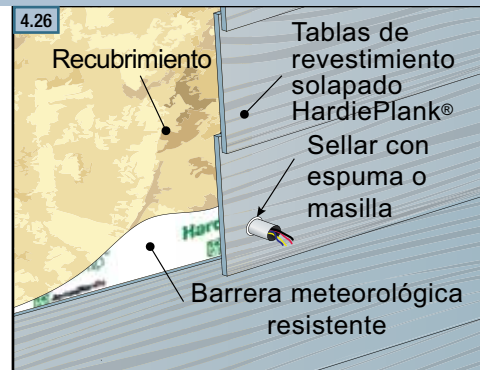 4.26
Recubrimiento
Tablas de
revestimiento
solapado
HardiePlank®
Sellar con
espuma o
masilla
Barrera meteorológica
resistente